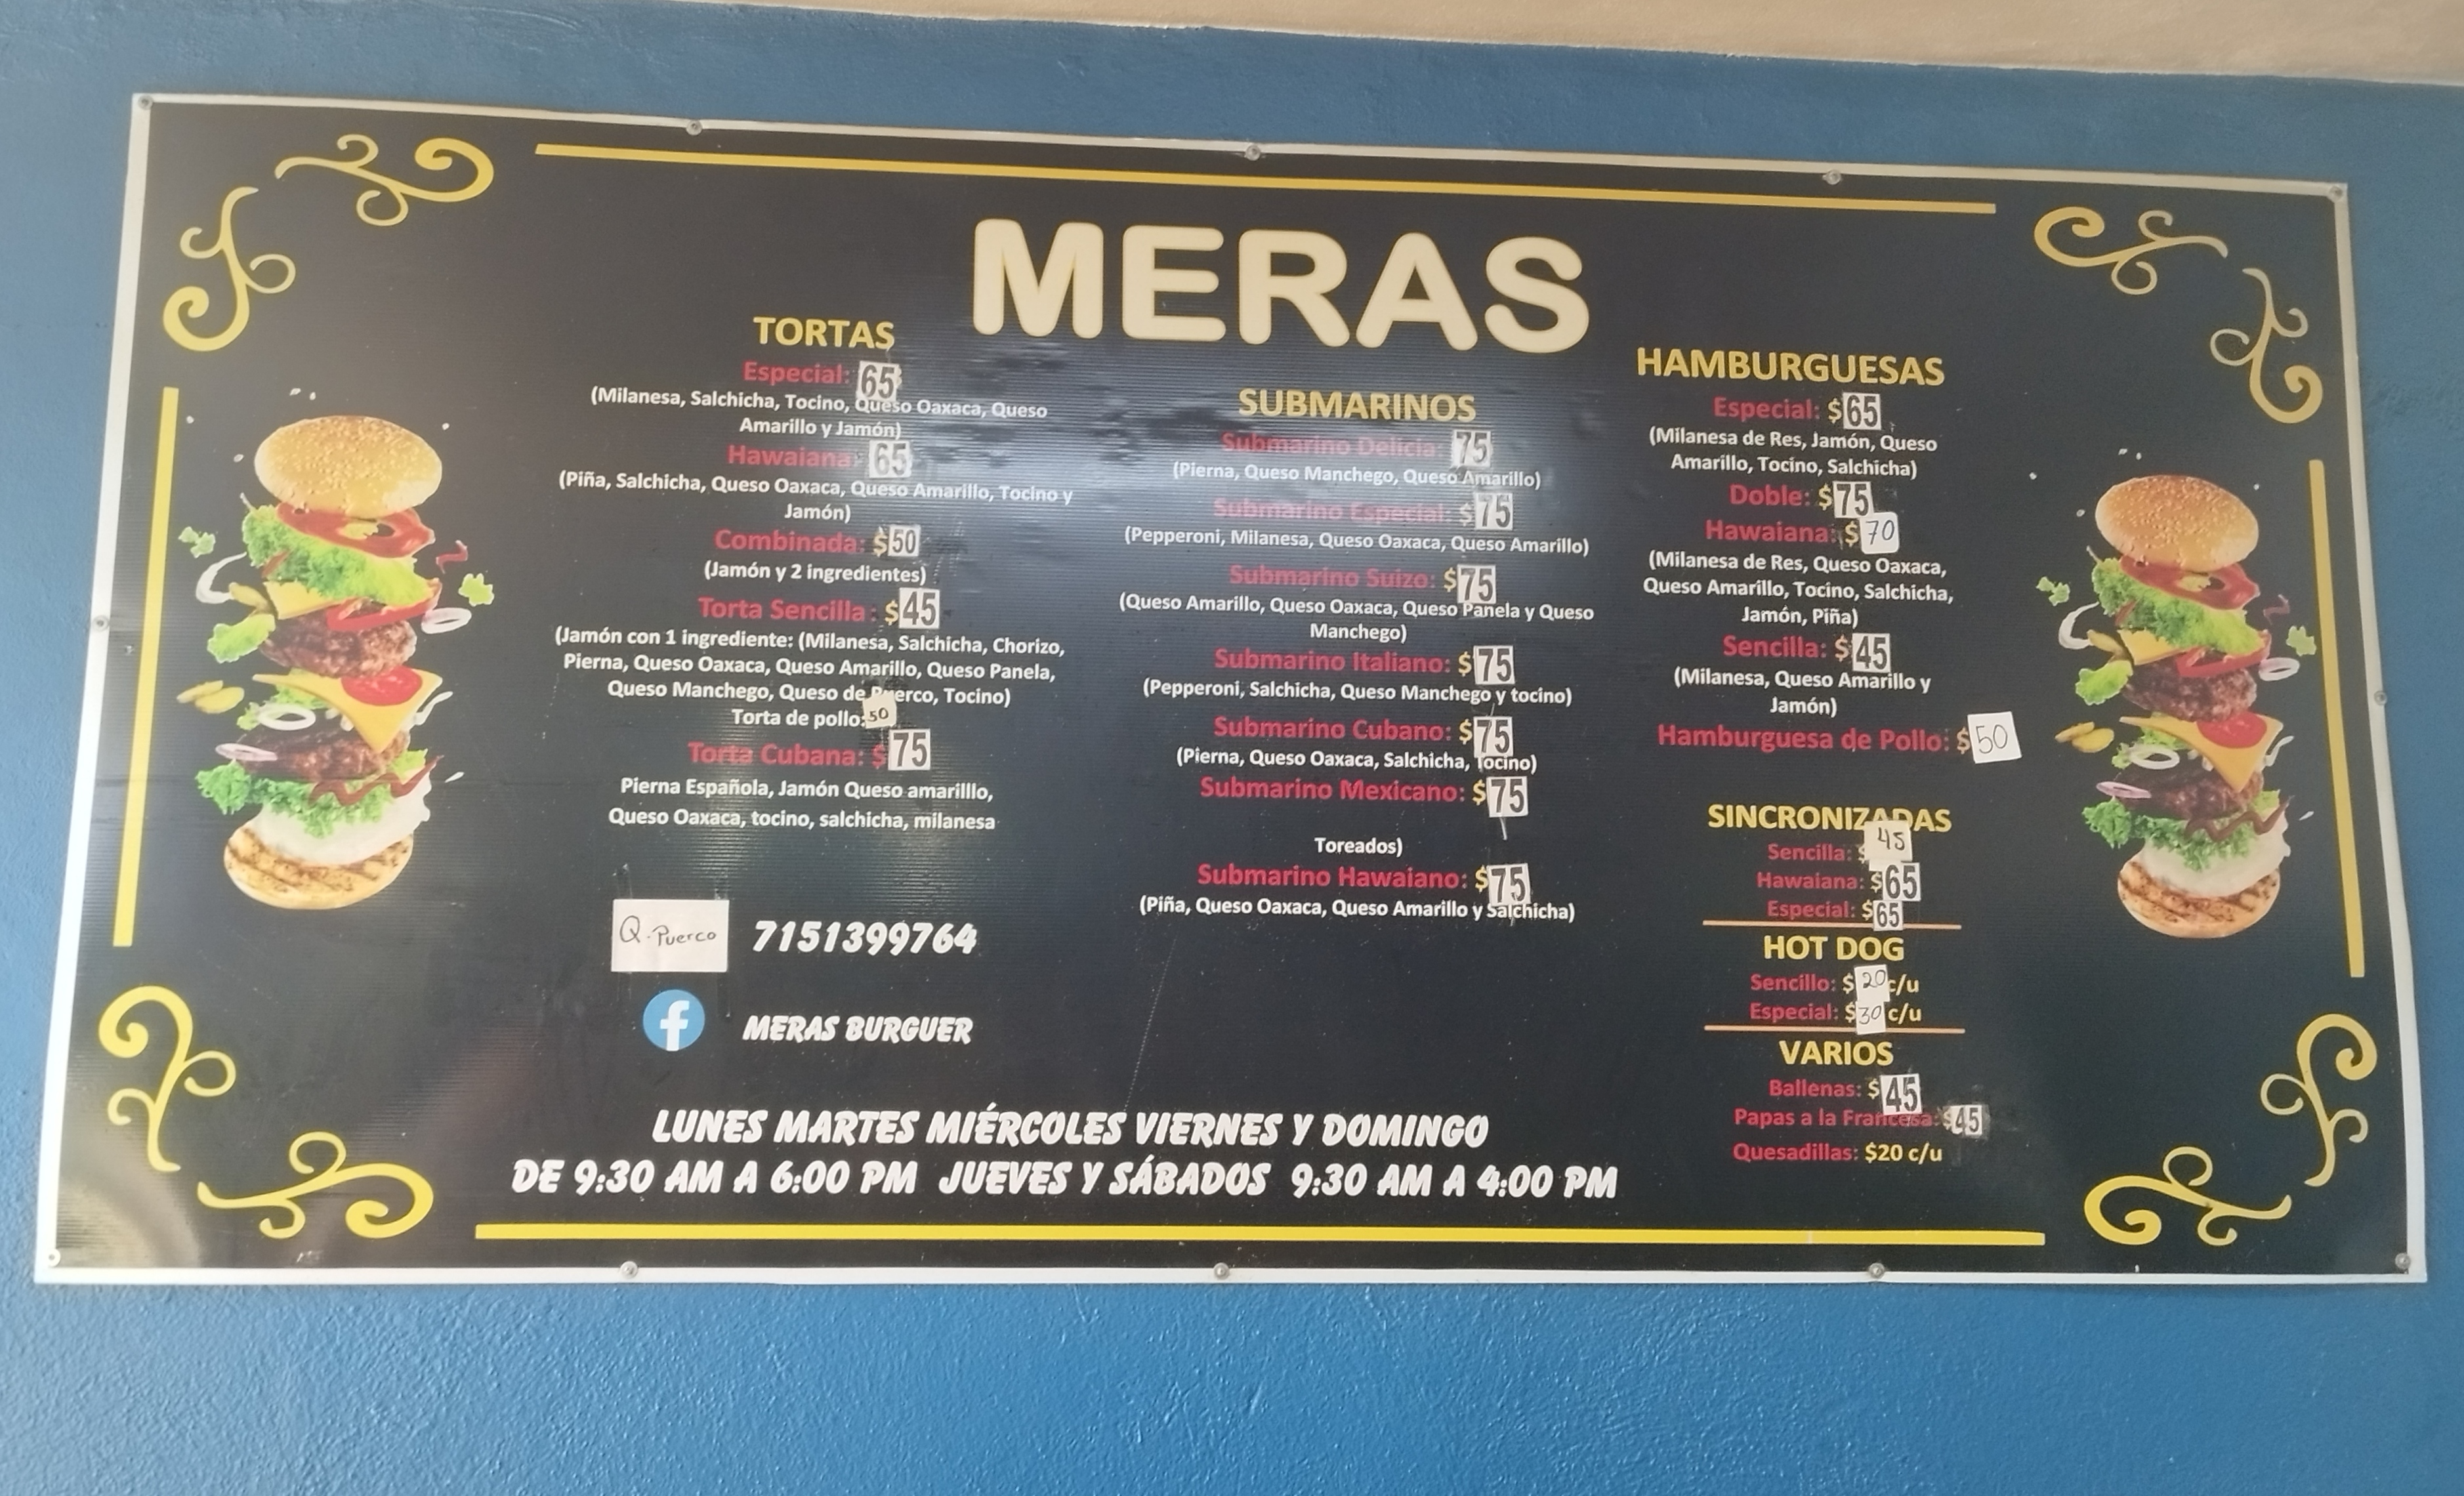 MERAS
TORTAS
Especial: 65
(Milanesa, Salchicha, Tocino, Queso Oaxaca, Queso
Amarillo y Jamón)
Hawaiana: 65
(Piña, Salchicha, Queso Oaxaca, Queso Amarillo, Tocino y
Jamón)
Combinada: $50
(Jamón y 2 ingredientes)
Torta Sencilla: $45
(Jamón con 1 ingrediente: (Milanesa, Salchicha, Chorizo,
Pierna, Queso Oaxaca, Queso Amarillo, Queso Panela,
Queso Manchego, Queso de Puerco, Tocino)
Torta de pollo: 50
Torta Cubana: $75
Pierna Española, Jamón Queso amarilllo,
Queso Oaxaca, tocino, salchicha, milanesa
Q. Puerco
7151399764
MERAS BURGUER
SUBMARINOS
Submarino Delicia: 75
(Pierna, Queso Manchego, Queso Amarillo)
Submarino Especial: $75
(Pepperoni, Milanesa, Queso Oaxaca, Queso Amarillo)
Submarino Suizo: $75
(Queso Amarillo, Queso Oaxaca, Queso Panela y Queso
Manchego)
Submarino Italiano: $75
(Pepperoni, Salchicha, Queso Manchego y tocino)
Submarino Cubano: $75
(Pierna, Queso Oaxaca, Salchicha, Tocino)
Submarino Mexicano: $75
Toreados)
Submarino Hawaiano: $75
(Piña, Queso Oaxaca, Queso Amarillo y Salchicha)
HAMBURGUESAS
Especial: $65
(Milanesa de Res, Jamón, Queso
Amarillo, Tocino, Salchicha)
Doble: $75
Hawaiana: $70
(Milanesa de Res, Queso Oaxaca,
Queso Amarillo, Tocino, Salchicha,
Jamón, Piña)
Sencilla: $45
(Milanesa, Queso Amarillo y
Jamón)
Hamburguesa de Pollo: $50
SINCRONIZADAS
Sencilla: $45
Hawaiana: $65
Especial: $65
HOT DOG
Sencillo: $20 c/u
Especial: $30 c/u
VARIOS
Ballenas: $45
Papas a la Francesa: $45
Quesadillas: $20 c/u
LUNES MARTES MIÉRCOLES VIERNES Y DOMINGO
DE 9:30 AM A 6:00 PM JUEVES Y SÁBADOS 9:30 AM A 4:00 PM